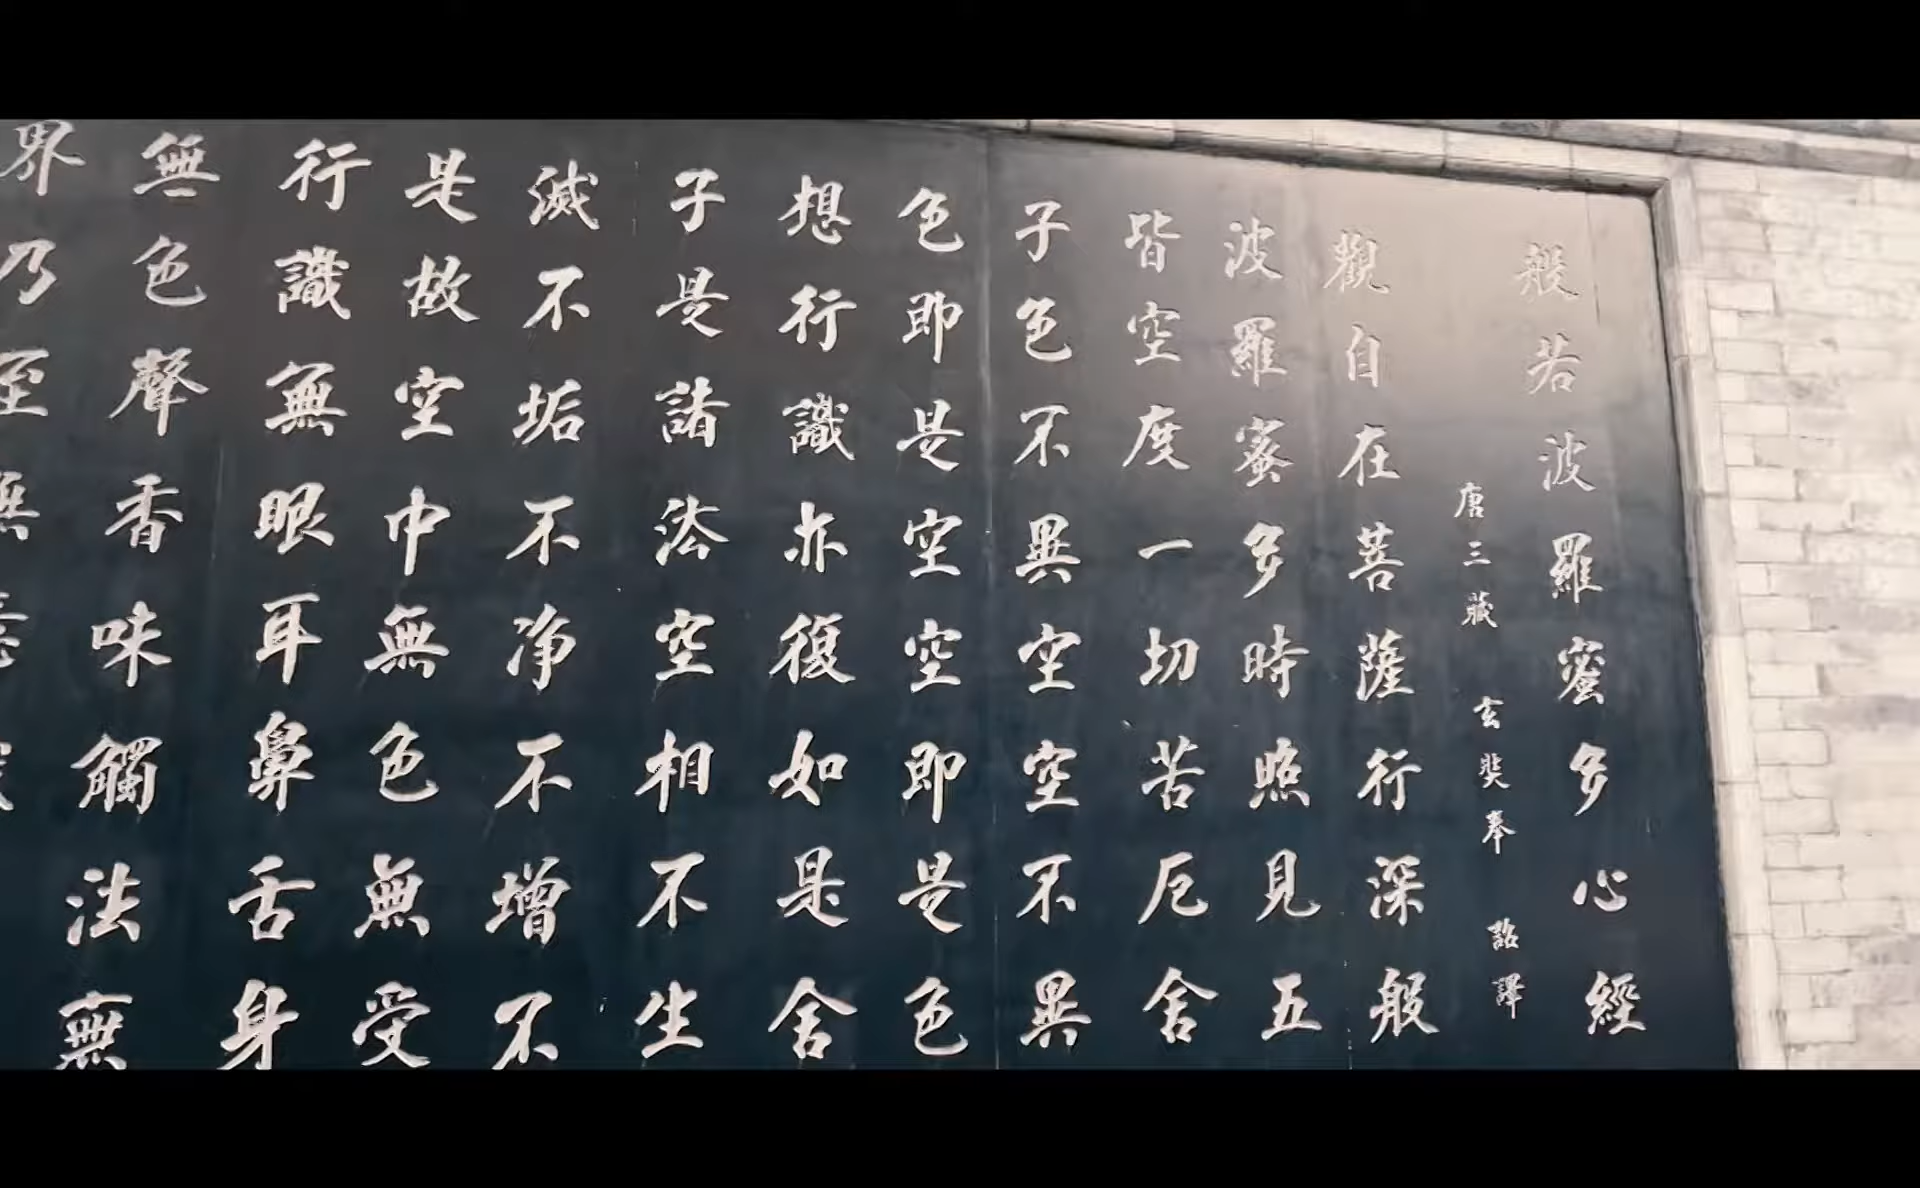 般若波羅蜜多心經
唐三藏 玄奘奉 詔譯
觀自在菩薩行深般
波羅蜜多時照見五
皆空度一切苦厄舍
子色不異空空不異
色即是空空即是色
想行識亦復如是舍
子是諸法空相不生
滅不垢不净不增不
是故空中無色無受
行識無眼耳鼻舌身
無色聲香味觸法無
界乃至無